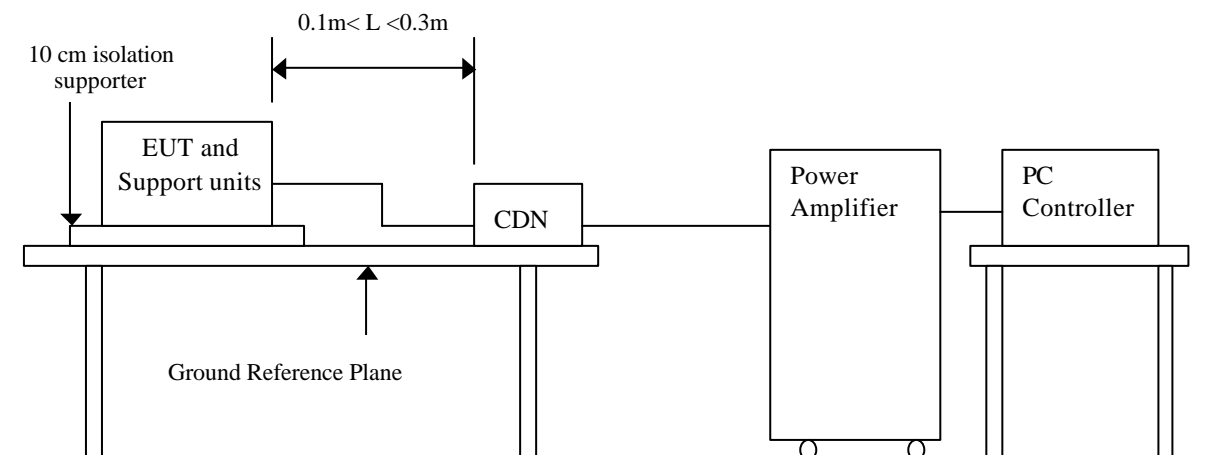 0.1m< L <0.3m
10 cm isolation
supporter
EUT and
Support units
CDN
Power
Amplifier
PC
Controller
Ground Reference Plane